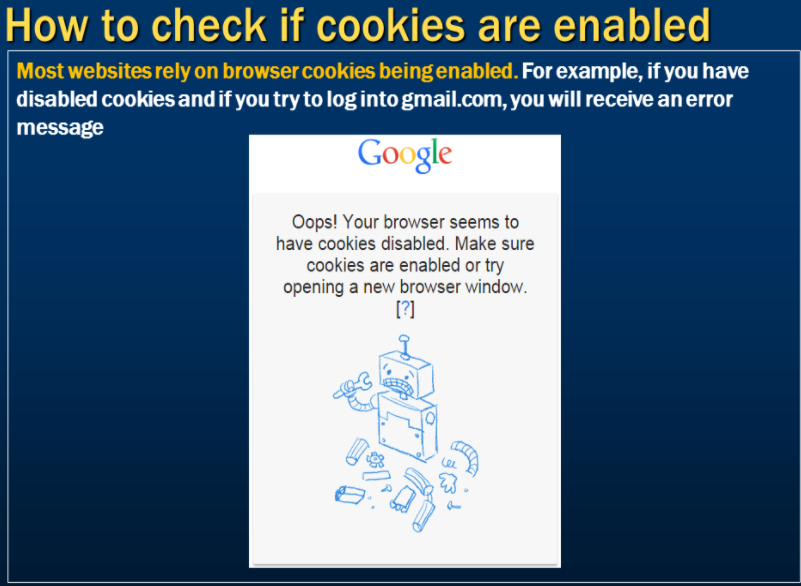 How to check if cookies are enabled
Most websites rely on browser cookies being enabled. For example, if you have
disabled cookies and if you try to log into gmail.com, you will receive an error
message
Google
Oops! Your browser seems to
have cookies disabled. Make sure
cookies are enabled or try
opening a new browser window.
[?]